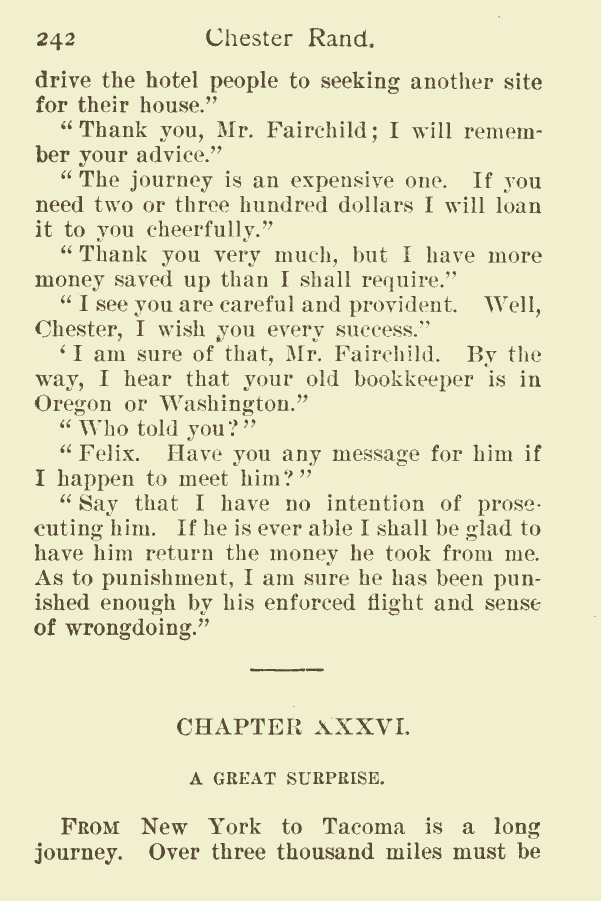 242 Chester Rand.
drive the hotel people to seeking another site
for their house.”
“ Thank you, Mr. Fairchild; I will remem-
ber your advice.”
“ The journey is an expensive one. If you
need two or three hundred dollars I will loan
it to you cheerfully.”
“ Thank you very much, but I have more
money saved up than I shall require.”
“ I see you are careful and provident. Well,
Chester, I wish you every success.”
‘ I am sure of that, Mr. Fairchild. By the
way, I hear that your old bookkeeper is in
Oregon or Washington.”
“ Who told you?”
“ Felix. Have you any message for him if
I happen to meet him?”
“ Say that I have no intention of prose-
cuting him. If he is ever able I shall be glad to
have him return the money he took from me.
As to punishment, I am sure he has been pun-
ished enough by his enforced flight and sense
of wrongdoing.”
CHAPTER XXXVI.
A GREAT SURPRISE.
FROM New York to Tacoma is a long
journey. Over three thousand miles must be